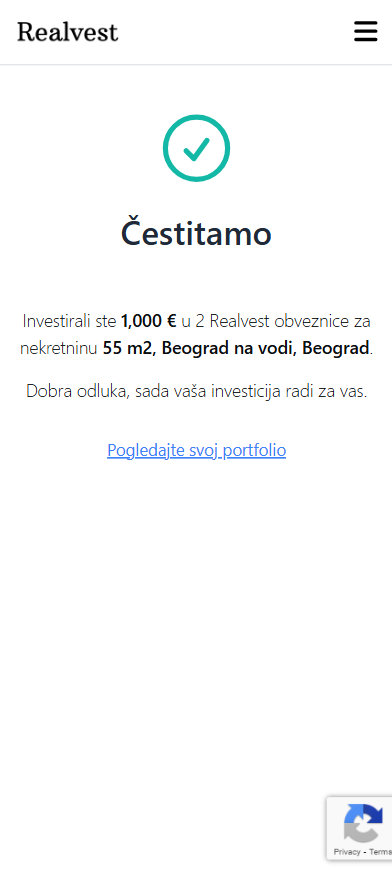 Realvest
Čestitamo
Investirali ste 1,000 € u 2 Realvest obveznice za
nekretninu 55 m2, Beograd na vodi, Beograd.
Dobra odluka, sada vaša investicija radi za vas.
Pogledajte svoj portfolio
Privacy - Terms